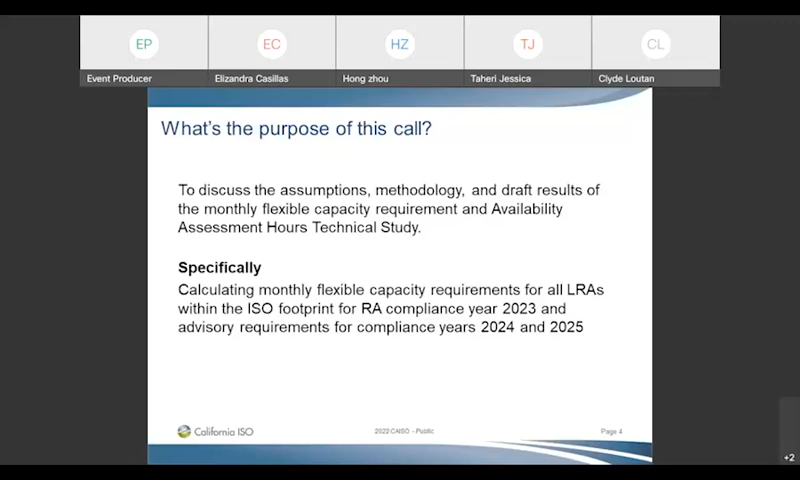 EP
EC
HZ
TJ
CL
Event Producer
Elizandra Casillas
Hong zhou
Taheri Jessica
Clyde Loutan
What's the purpose of this call?
To discuss the assumptions, methodology, and draft results of
the monthly flexible capacity requirement and Availability
Assessment Hours Technical Study.
Specifically
Calculating monthly flexible capacity requirements for all LRAs
within the ISO footprint for RA compliance year 2023 and
advisory requirements for compliance years 2024 and 2025
California ISO
2022 CAISO - Public
Page 4
+2